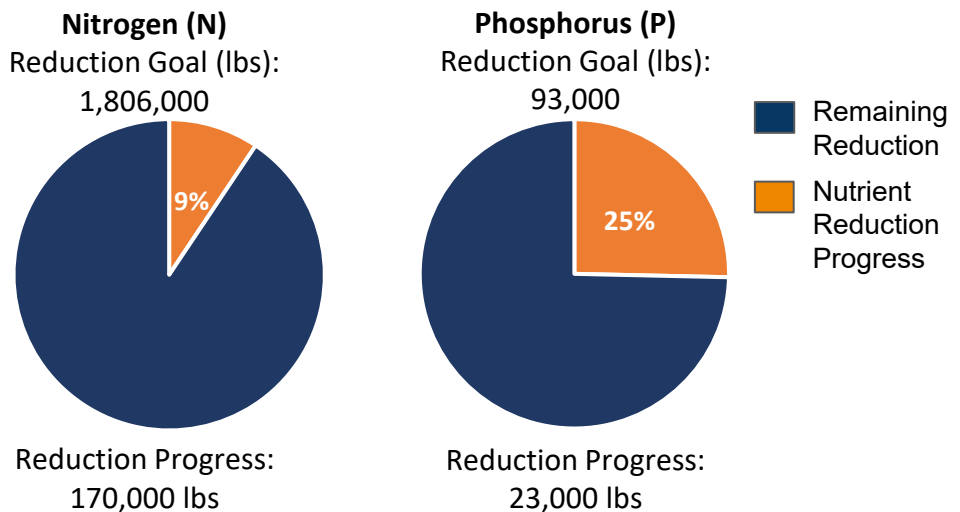 Nitrogen (N)
Reduction Goal (lbs):
1,806,000
9%
Reduction Progress:
170,000 lbs
Phosphorus (P)
Reduction Goal (lbs):
93,000
25%
Reduction Progress:
23,000 lbs
Remaining
Reduction
Nutrient
Reduction
Progress